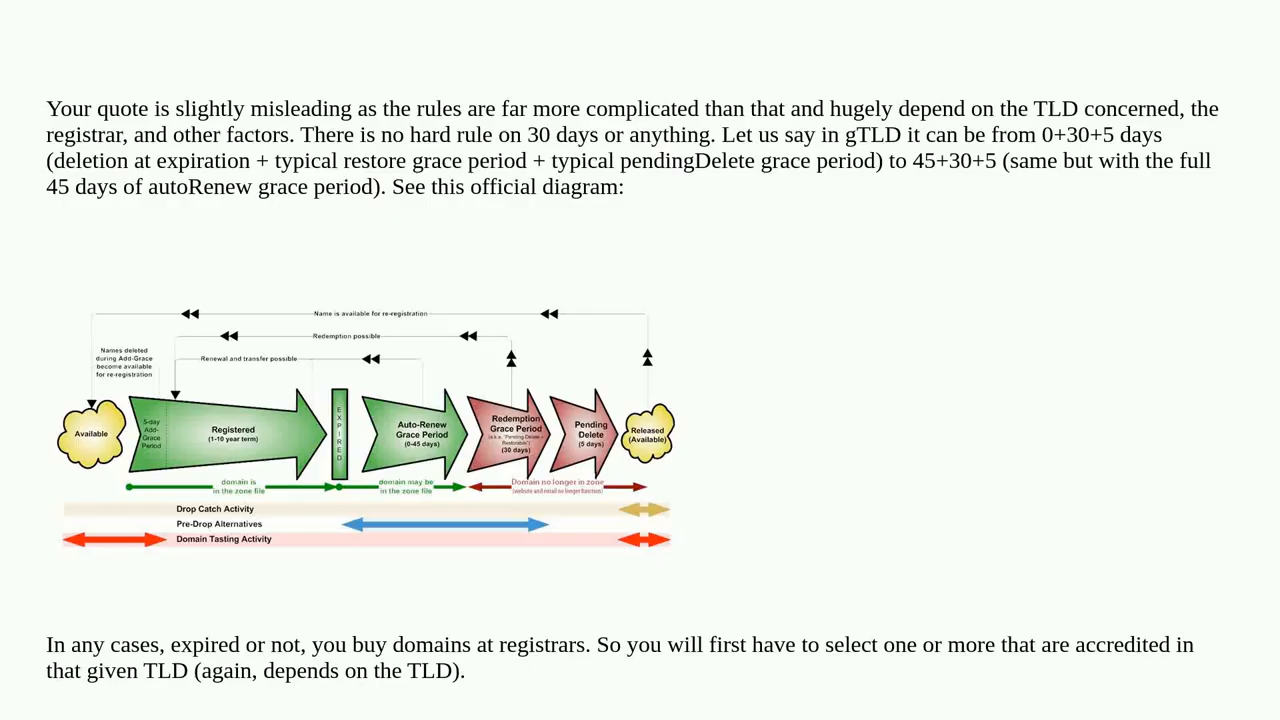 Your quote is slightly misleading as the rules are far more complicated than that and hugely depend on the TLD concerned, the
registrar, and other factors. There is no hard rule on 30 days or anything. Let us say in gTLD it can be from 0+30+5 days
(deletion at expiration + typical restore grace period + typical pendingDelete grace period) to 45+30+5 (same but with the full
45 days of autoRenew grace period). See this official diagram:
Name is available for re-registration
Redemption possible
Renewal and transfer possible
Names deleted
during Add-Grace
become available
for re-registration
Available
5-day
Add-
Grace
Period
Registered
(1-10 year term)
EXPIRED
Auto-Renew
Grace Period
(0-45 days)
Redemption
Grace Period
(a.k.a. "Pending Delete -
Restorable")
(30 days)
Pending
Delete
(5 days)
Released
(Available)
domain is
in the zone file
domain may be
in the zone file
Domain no longer in zone
(website and email no longer function)
Drop Catch Activity
Pre-Drop Alternatives
Domain Tasting Activity
In any cases, expired or not, you buy domains at registrars. So you will first have to select one or more that are accredited in
that given TLD (again, depends on the TLD).